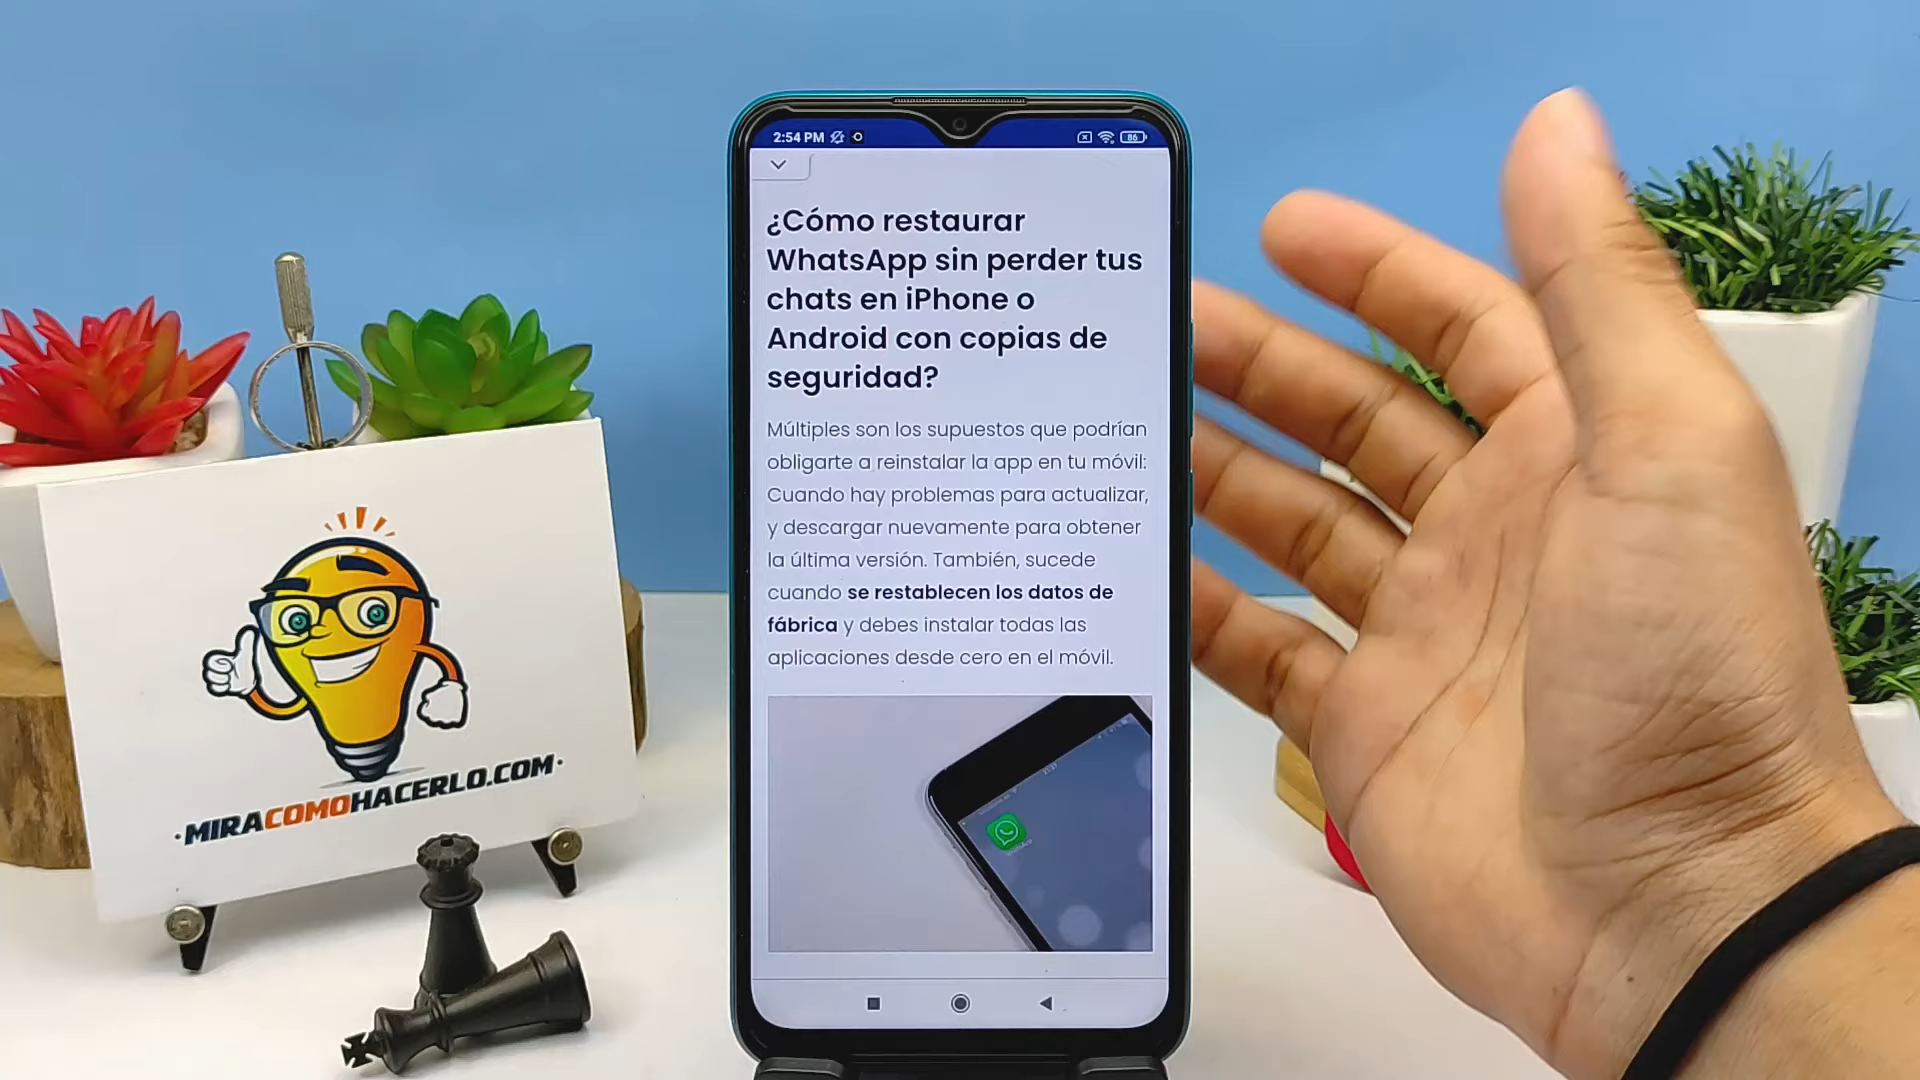 2:54 PM
86
¿Cómo restaurar
WhatsApp sin perder tus
chats en iPhone o
Android con copias de
seguridad?
Múltiples son los supuestos que podrían
obligarte a reinstalar la app en tu móvil:
Cuando hay problemas para actualizar,
y descargar nuevamente para obtener
la última versión. También, sucede
cuando se restablecen los datos de
fábrica y debes instalar todas las
aplicaciones desde cero en el móvil.
·MIRACOMOHACERLO.COM·